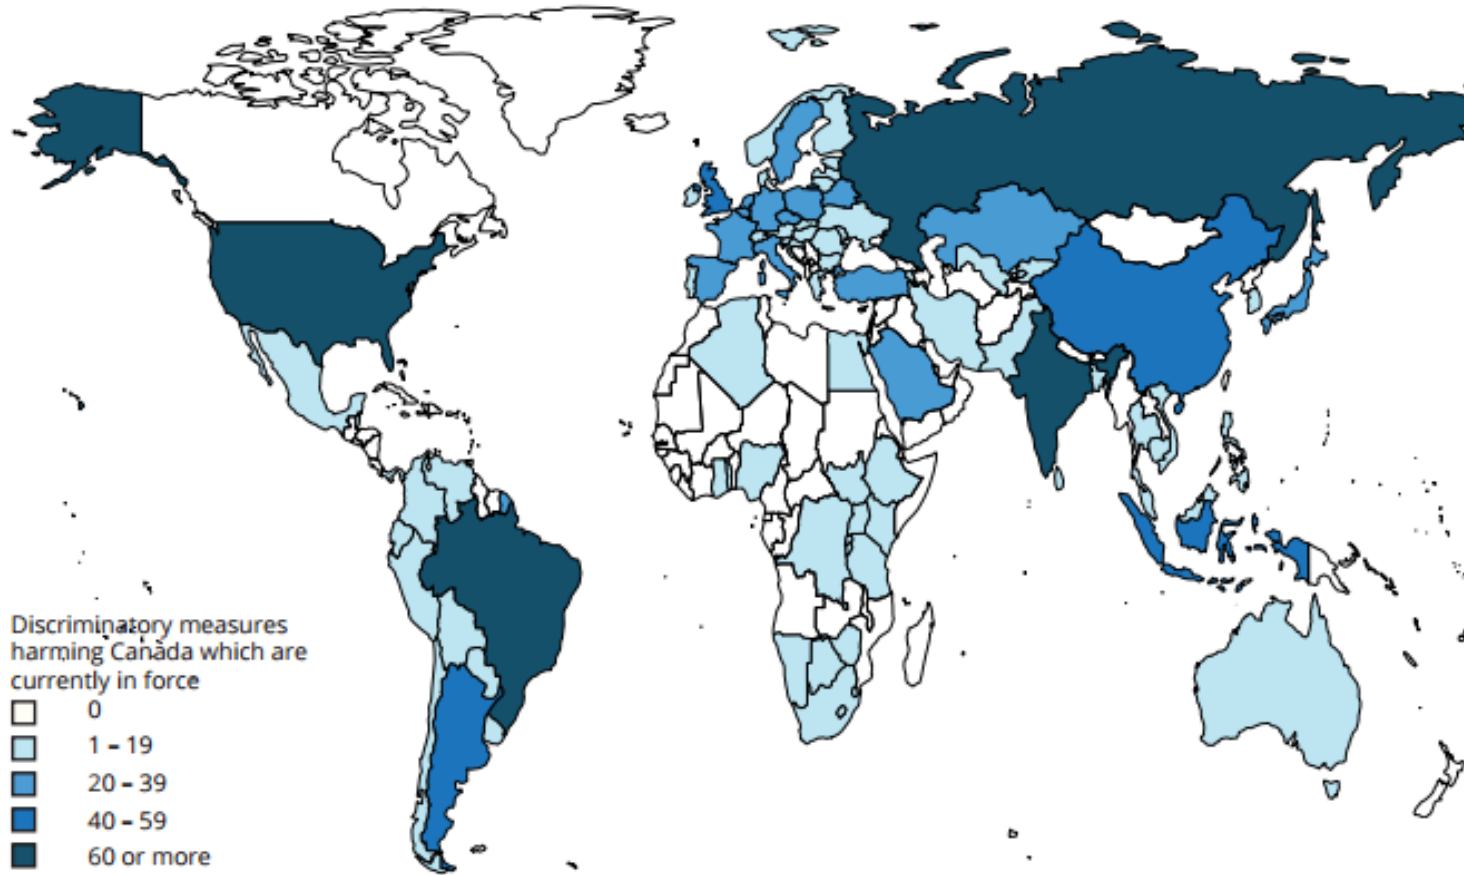 Discriminatory measures
harming Canada which are
currently in force
0
1 – 19
20 – 39
40 – 59
60 or more